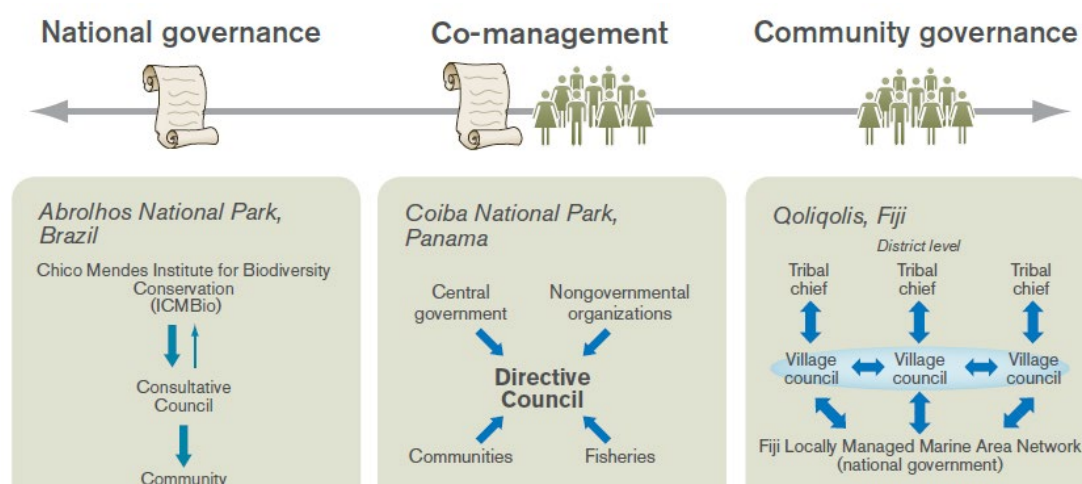 National governance
Co-management
Community governance
Abrolhos National Park,
Brazil
Chico Mendes Institute for Biodiversity
Conservation
(ICMBio)
Consultative
Council
Community
Coiba National Park,
Panama
Central
government
Nongovernmental
organizations
Directive
Council
Communities
Fisheries
Qoliqolis, Fiji
District level
Tribal
chief
Tribal
chief
Tribal
chief
Village
council
Village
council
Village
council
Fiji Locally Managed Marine Area Network
(national government)